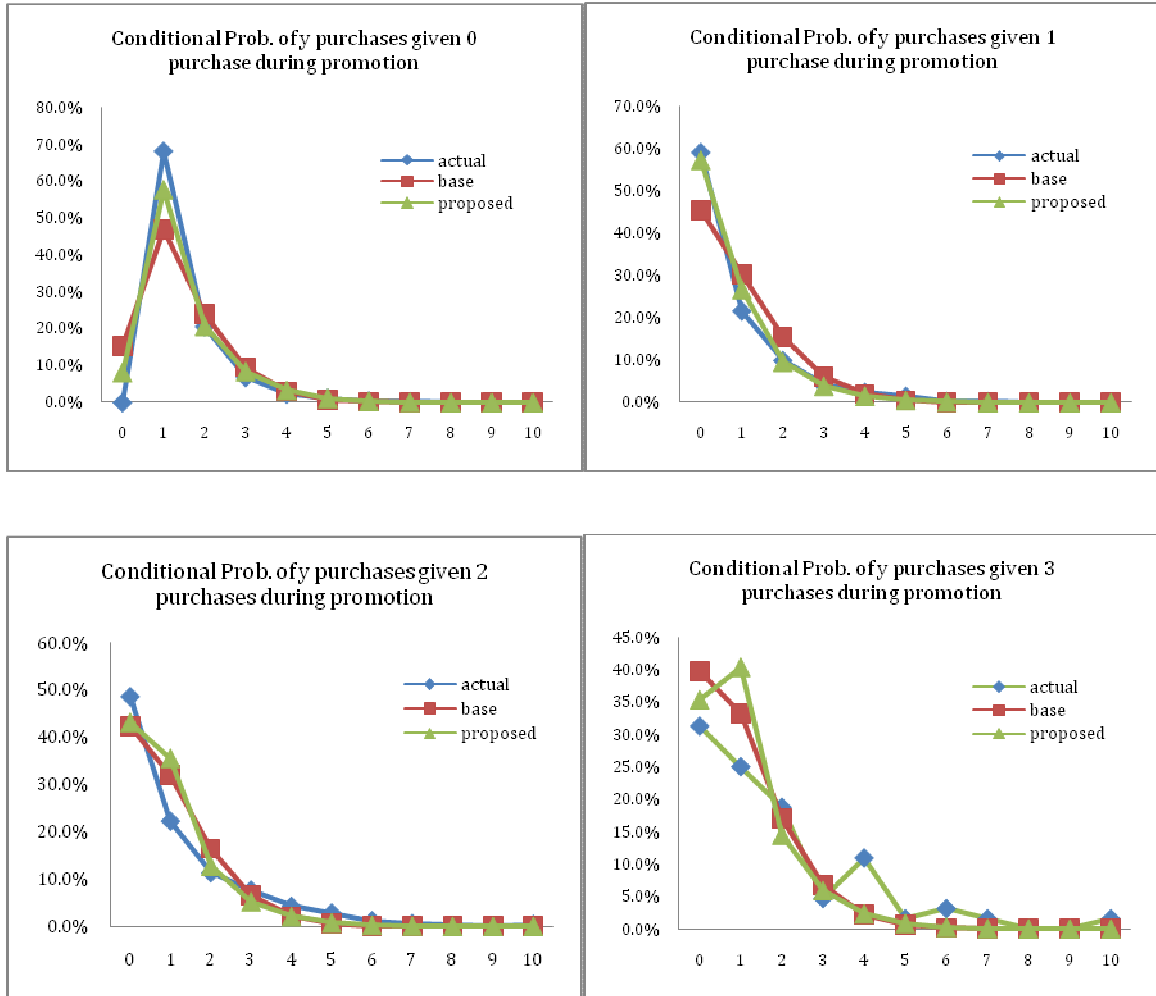 Conditional Prob. of y purchases given 0
purchase during promotion
80.0%
70.0%
60.0%
50.0%
40.0%
30.0%
20.0%
10.0%
0.0%
0 1 2 3 4 5 6 7 8 9 10
actual
base
proposed
Conditional Prob. of y purchases given 1
purchase during promotion
70.0%
60.0%
50.0%
40.0%
30.0%
20.0%
10.0%
0.0%
0 1 2 3 4 5 6 7 8 9 10
actual
base
proposed
Conditional Prob. of y purchases given 2
purchases during promotion
60.0%
50.0%
40.0%
30.0%
20.0%
10.0%
0.0%
0 1 2 3 4 5 6 7 8 9 10
actual
base
proposed
Conditional Prob. of y purchases given 3
purchases during promotion
45.0%
40.0%
35.0%
30.0%
25.0%
20.0%
15.0%
10.0%
5.0%
0.0%
0 1 2 3 4 5 6 7 8 9 10
actual
base
proposed